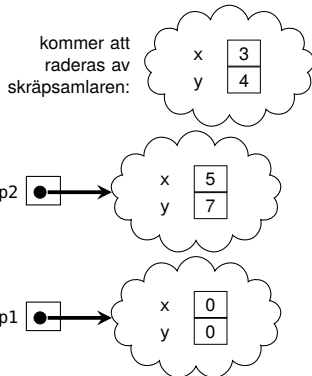 kommer att
raderas av
skräpsamlaren:
x 3
y 4
p2
x 5
y 7
p1
x 0
y 0